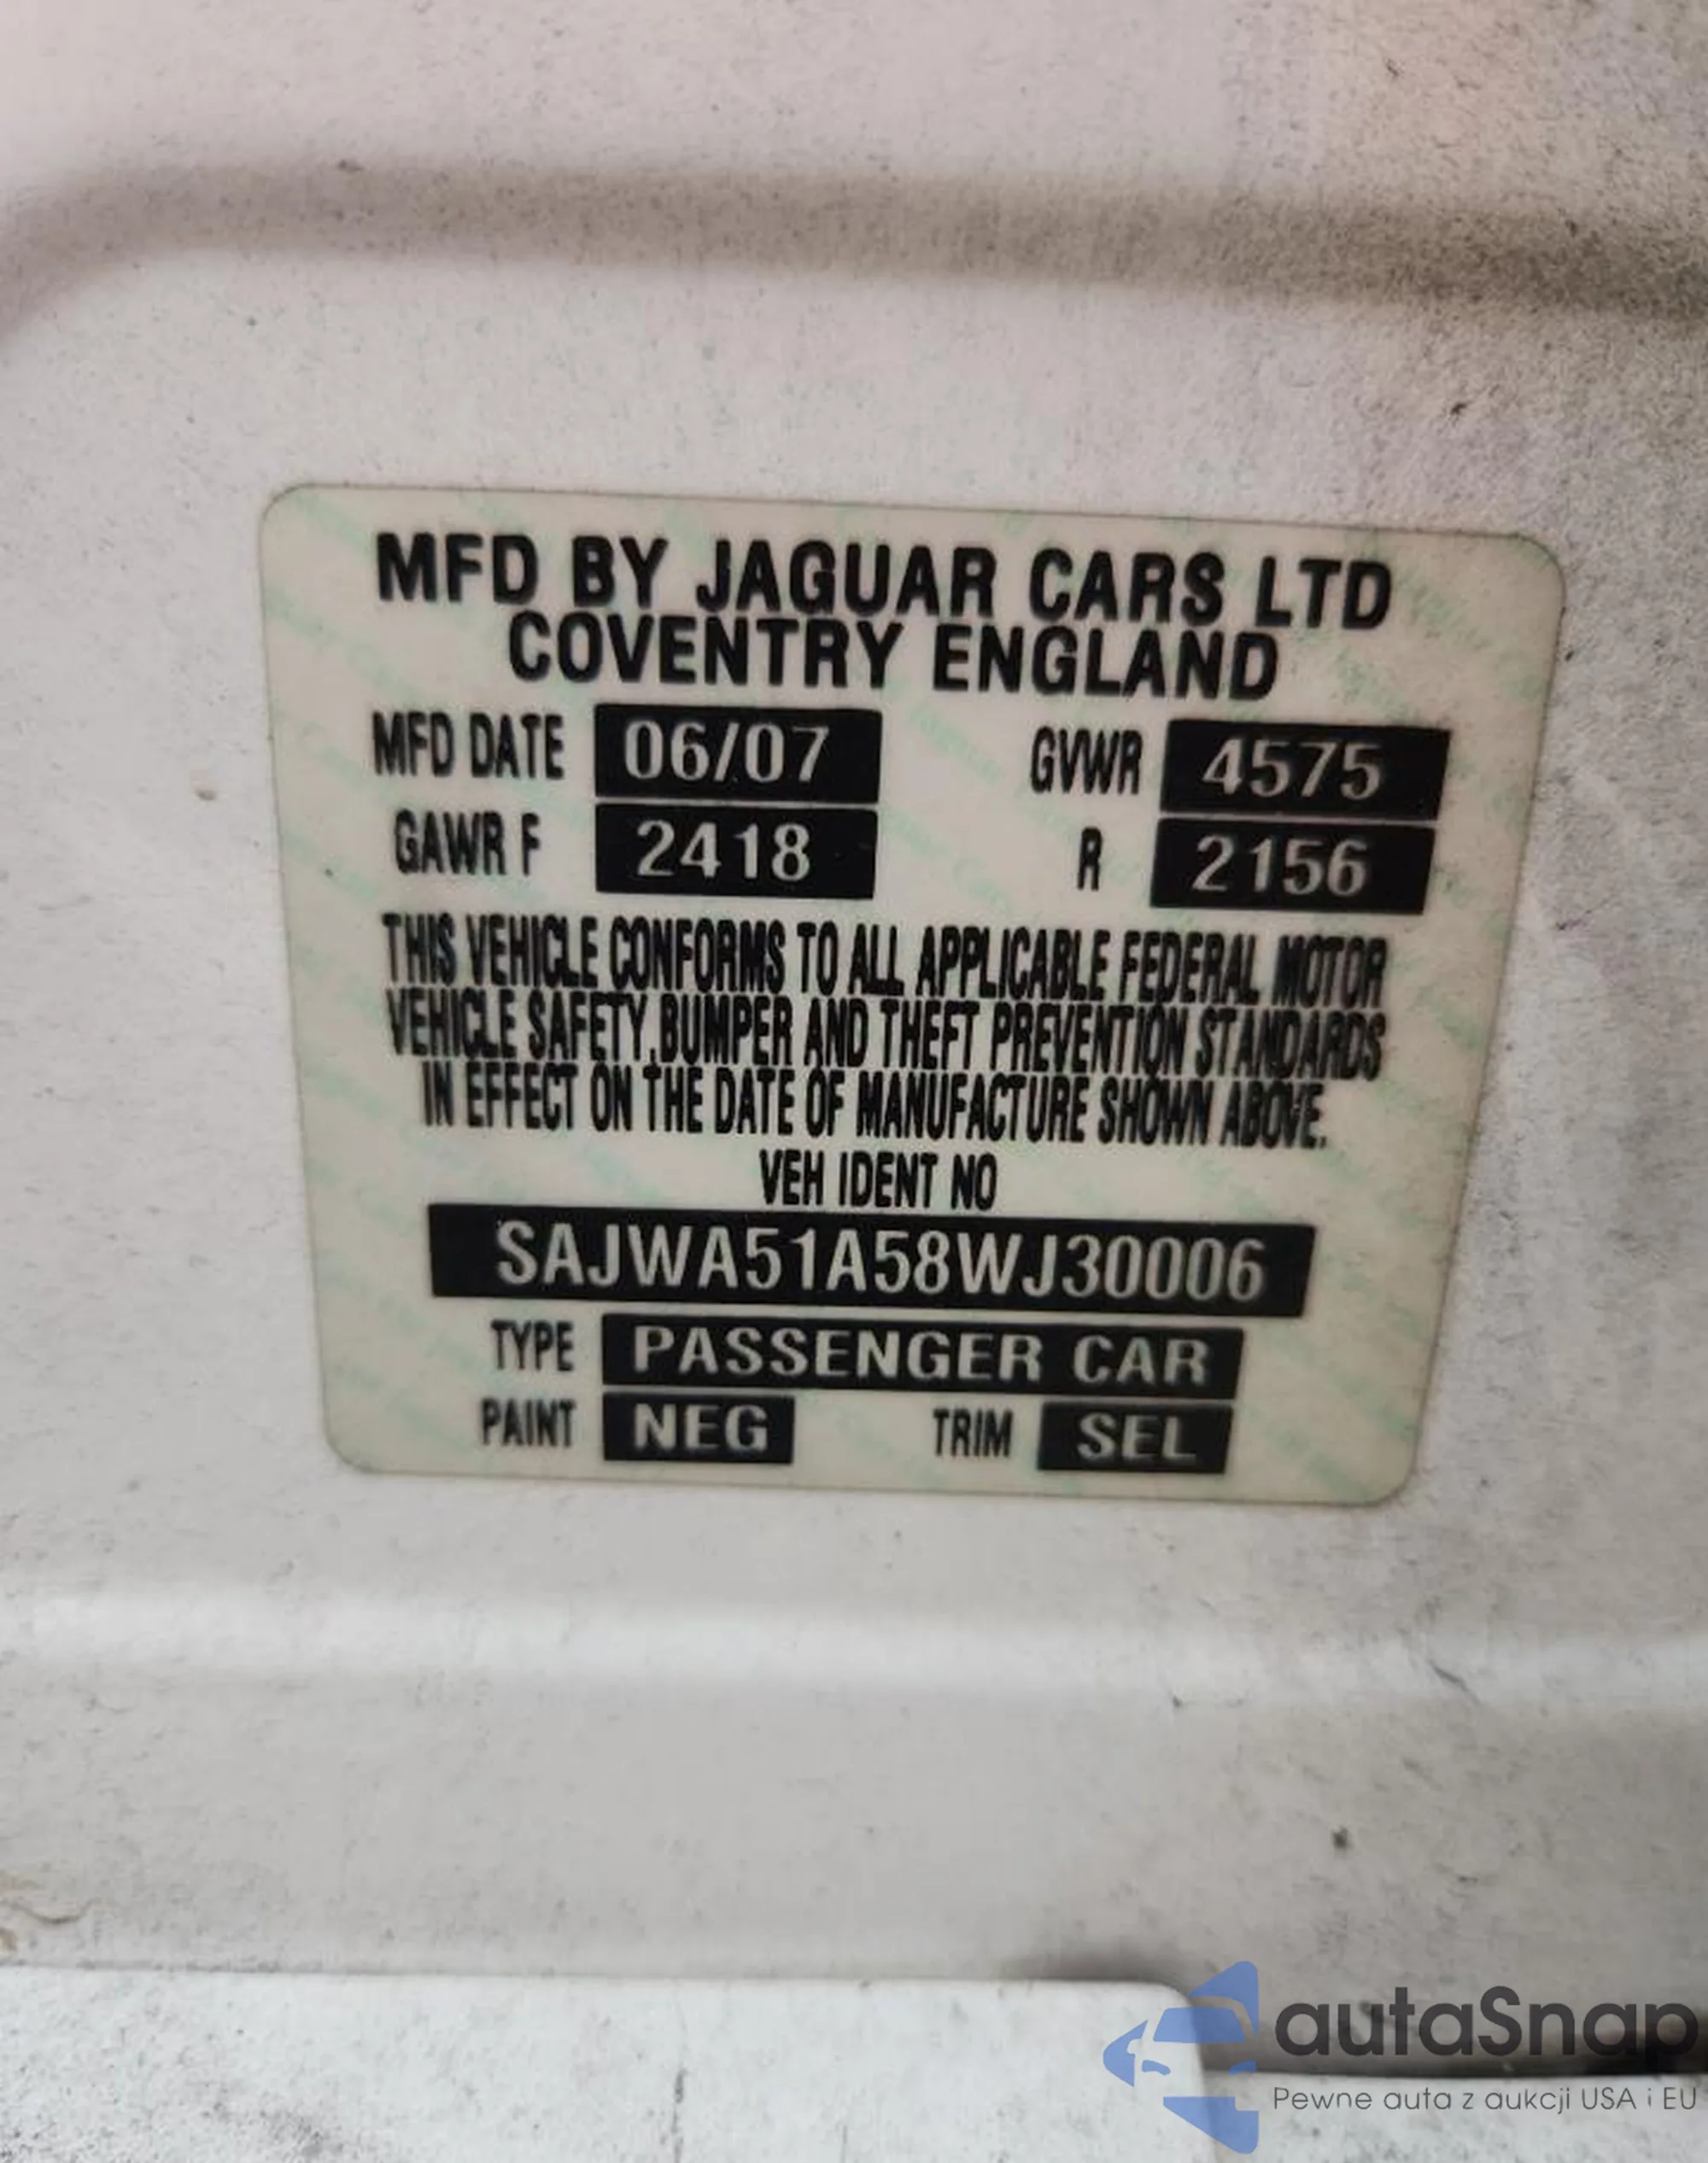 MFD BY JAGUAR CARS LTD
COVENTRY ENGLAND
MFD DATE 06/07 GVWR 4575
GAWR F 2418 R 2156
THIS VEHICLE CONFORMS TO ALL APPLICABLE FEDERAL MOTOR
VEHICLE SAFETY,BUMPER AND THEFT PREVENTION STANDARDS
IN EFFECT ON THE DATE OF MANUFACTURE SHOWN ABOVE.
VEH IDENT NO
SAJWA51A58WJ30006
TYPE PASSENGER CAR
PAINT NEG TRIM SEL
autaSnap
Pewne auta z aukcji USA i EU